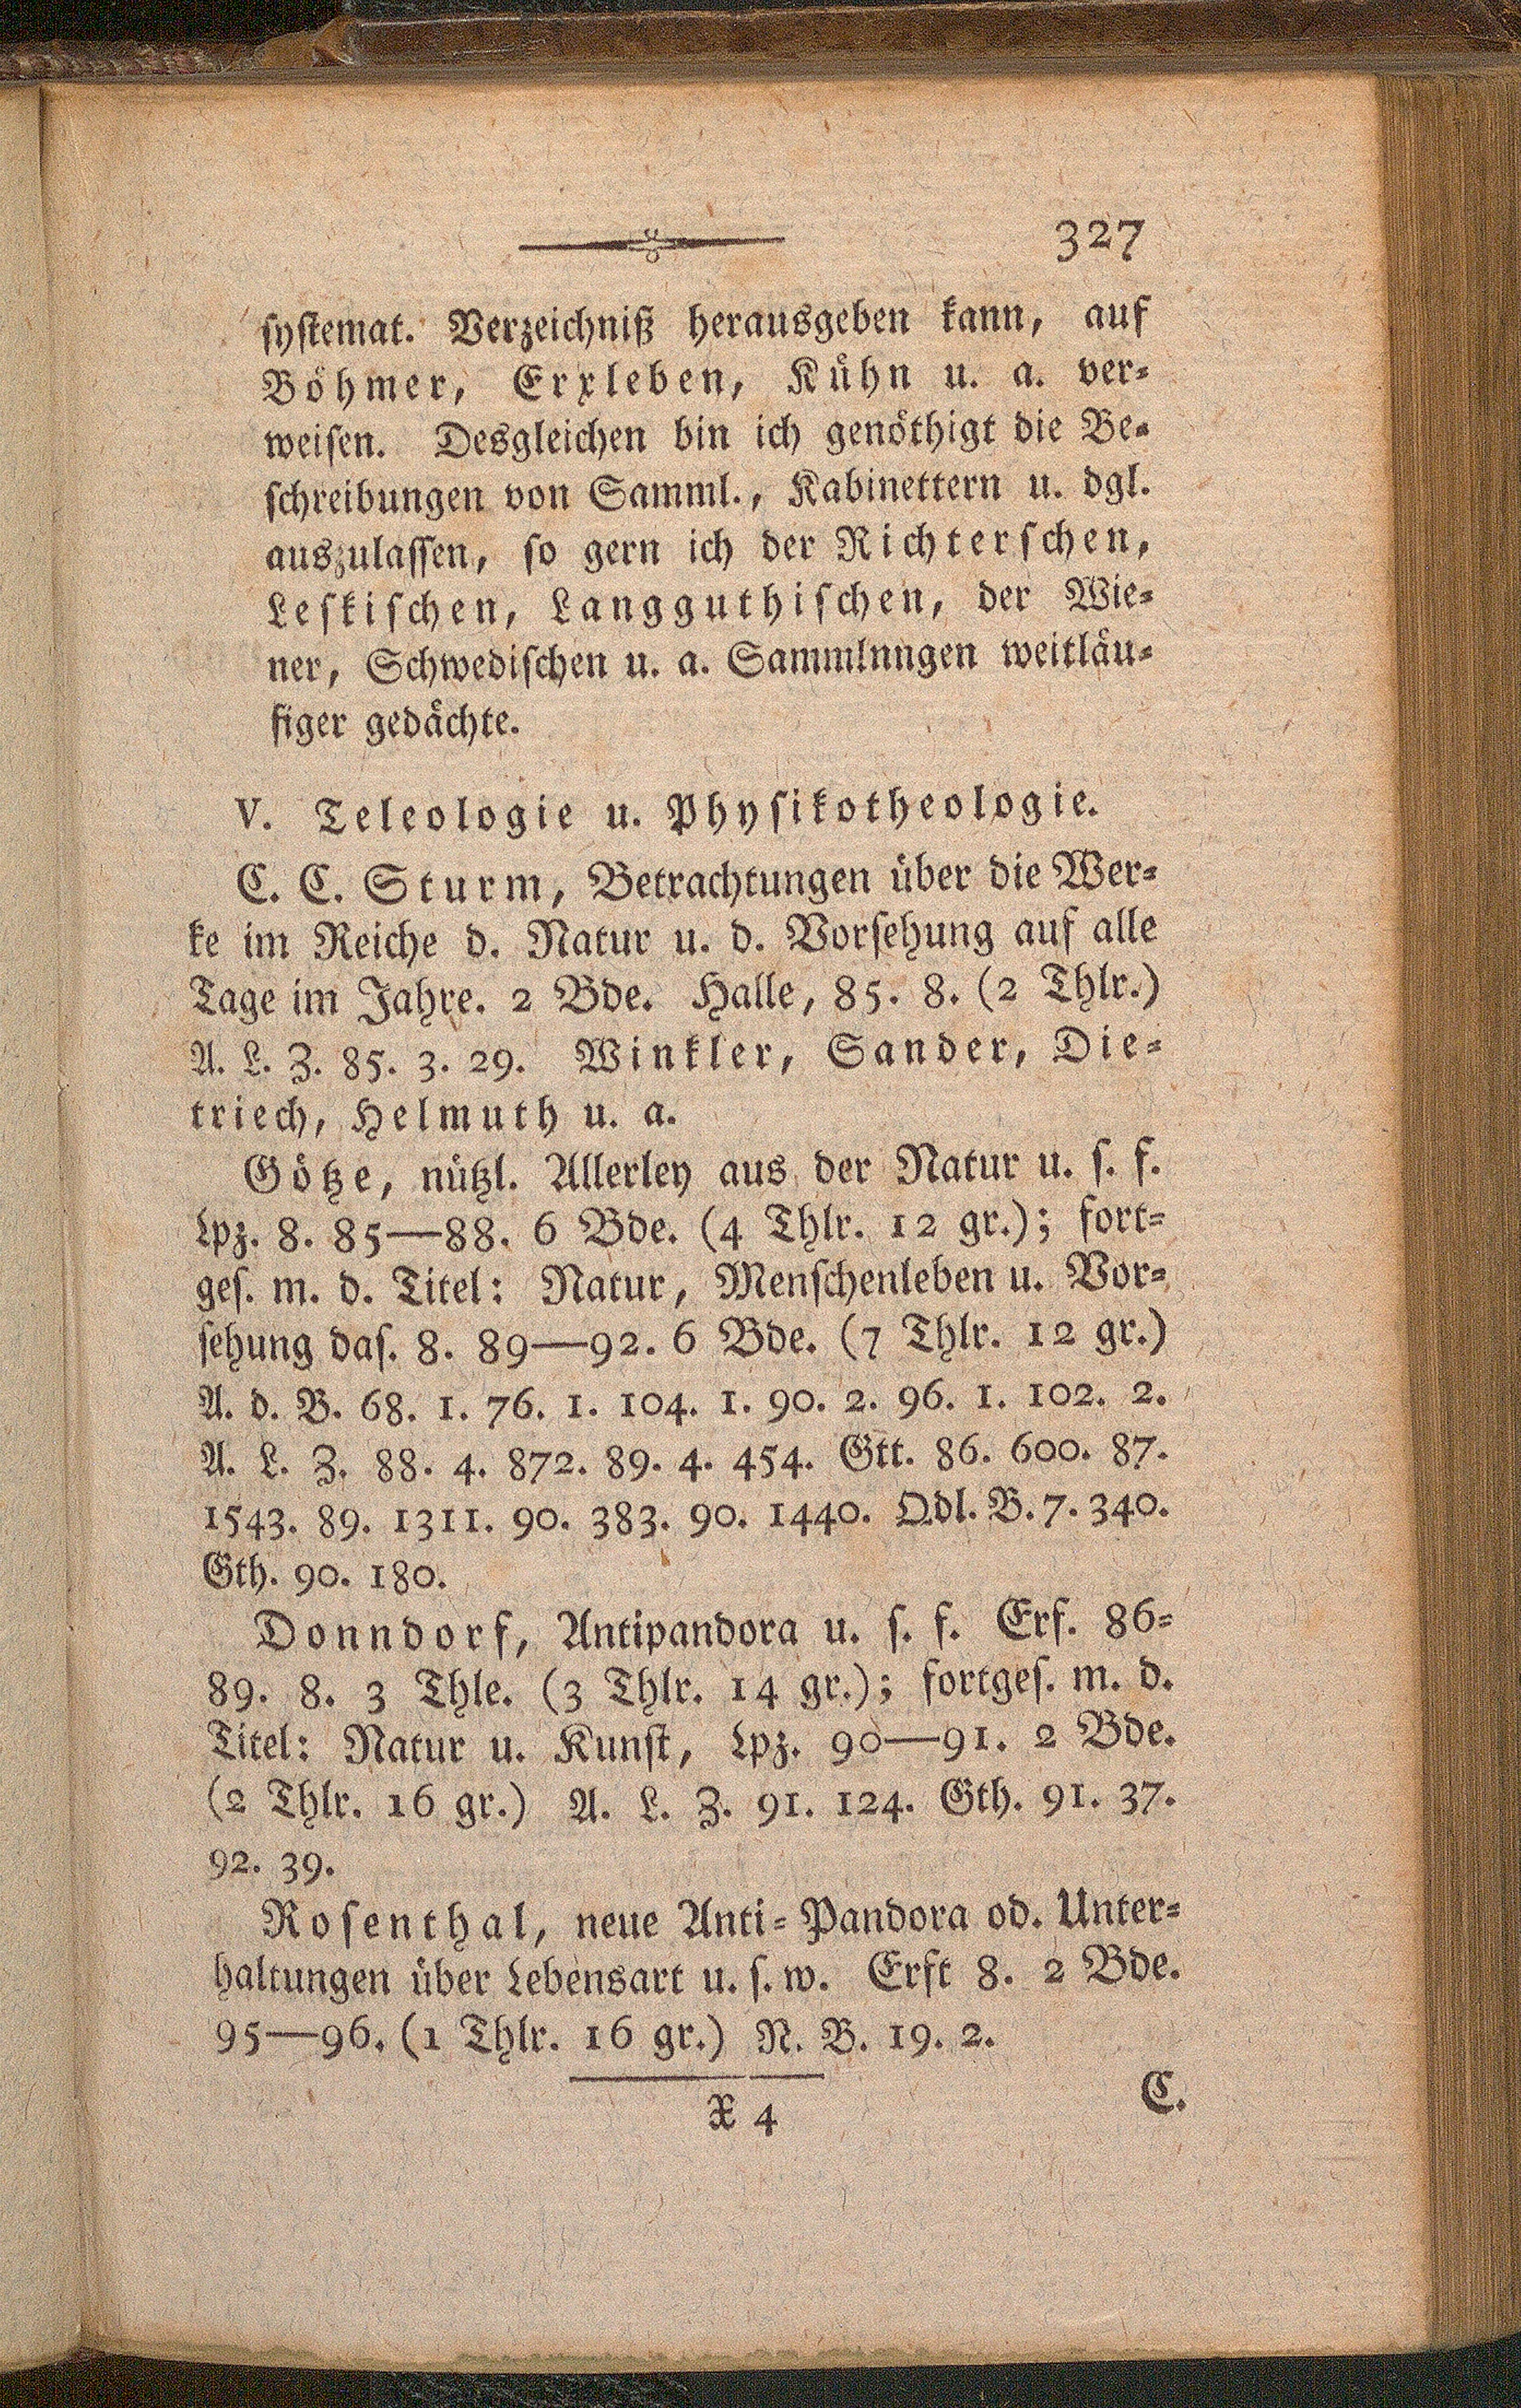 327
systemat. Verzeichniß herausgeben kann, auf
Böhmer, Erxleben, Kühn u. a. ver-
weisen. Desgleichen bin ich genöthigt die Be-
schreibungen von Samml., Kabinettern u. dgl.
auszulassen, so gern ich der Richterschen,
Leskischen, Langguthischen, der Wie-
ner, Schwedischen u. a. Sammlnngen weitläu-
figer gedächte.
V. Teleologie u. Physikotheologie.
C. C. Sturm, Betrachtungen über die Wer-
ke im Reiche d. Natur u. d. Vorsehung auf alle
Tage im Jahre. 2 Bde. Halle, 85. 8. (2 Thlr.)
A. L. Z. 85. 3. 29. Winkler, Sander, Die-
triech, Helmuth u. a.
Götze, nützl. Allerley aus der Natur u. s. f.
Lpz. 8. 85—88. 6 Bde. (4 Thlr. 12 gr.); fort-
ges. m. d. Titel: Natur, Menschenleben u. Vor-
sehung das. 8. 89—92. 6 Bde. (7 Thlr. 12 gr.)
A. d. B. 68. 1. 76. 1. 104. 1. 90. 2. 96. 1. 102. 2.
A. L. Z. 88. 4. 872. 89. 4. 454. Gtt. 86. 600. 87.
1543. 89. 1311. 90. 383. 90. 1440. Odl. B. 7. 340.
Gth. 90. 180.
Donndorf, Antipandora u. s. f. Erf. 86-
89. 8. 3 Thle. (3 Thlr. 14 gr.); fortges. m. d.
Titel: Natur u. Kunst, Lpz. 90—91. 2 Bde.
(2 Thlr. 16 gr.) A. L. Z. 91. 124. Gth. 91. 37.
92. 39.
Rosenthal, neue Anti-Pandora od. Unter-
haltungen über Lebensart u. s. w. Erft 8. 2 Bde.
95—96. (1 Thlr. 16 gr.) N. B. 19. 2.
X 4
C.